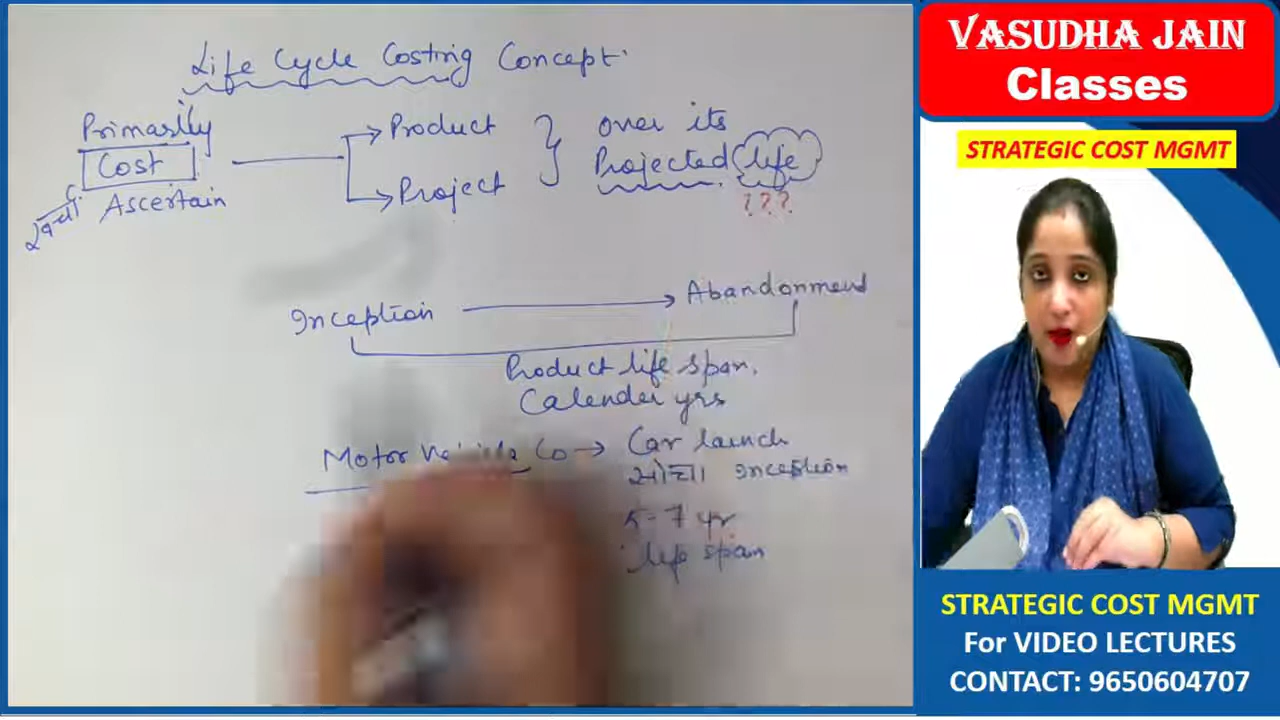 Life Cycle Costing Concept
Primarily
Cost
खर्चा Ascertain
Product
Project
over its
Projected life
???
Inception
Abandonment
Product life span,
Calender yrs
Motor Co → Car launch
सोचा Inception
5-7 yr
life span
VASUDHA JAIN
Classes
STRATEGIC COST MGMT
STRATEGIC COST MGMT
For VIDEO LECTURES
CONTACT: 9650604707